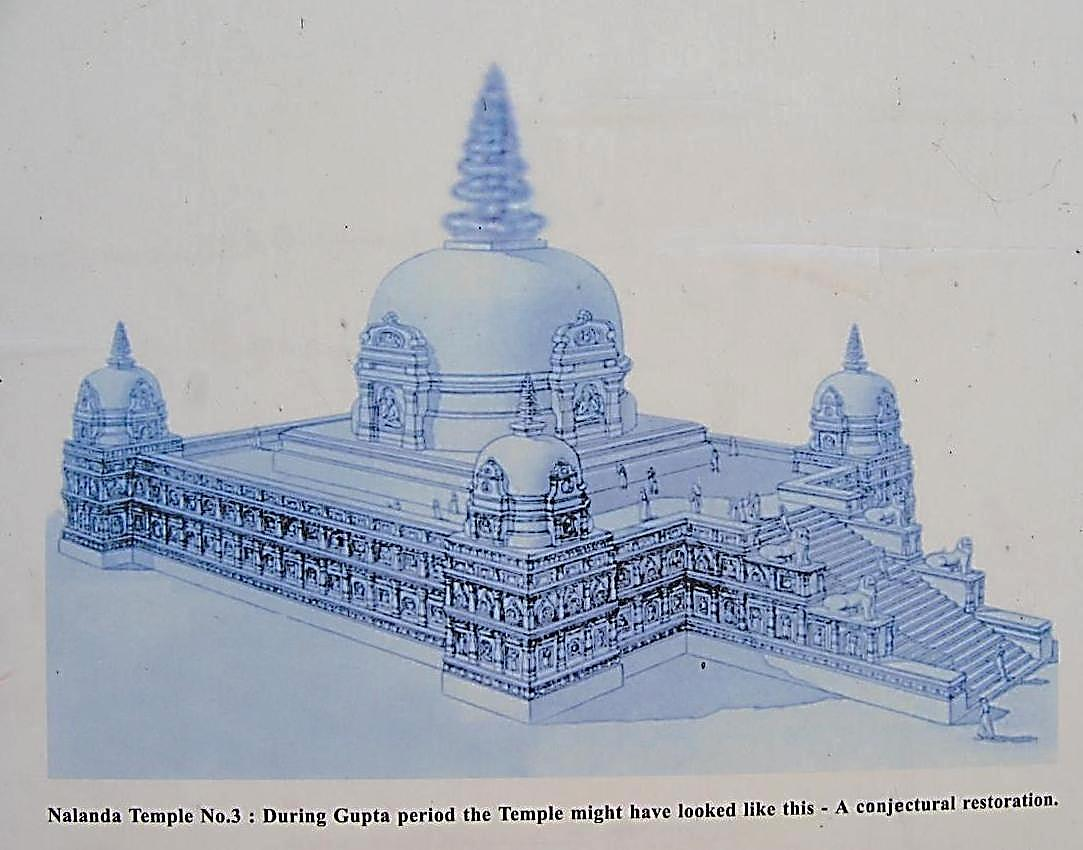 Nalanda Temple No.3 : During Gupta period the Temple might have looked like this - A conjectural restoration.